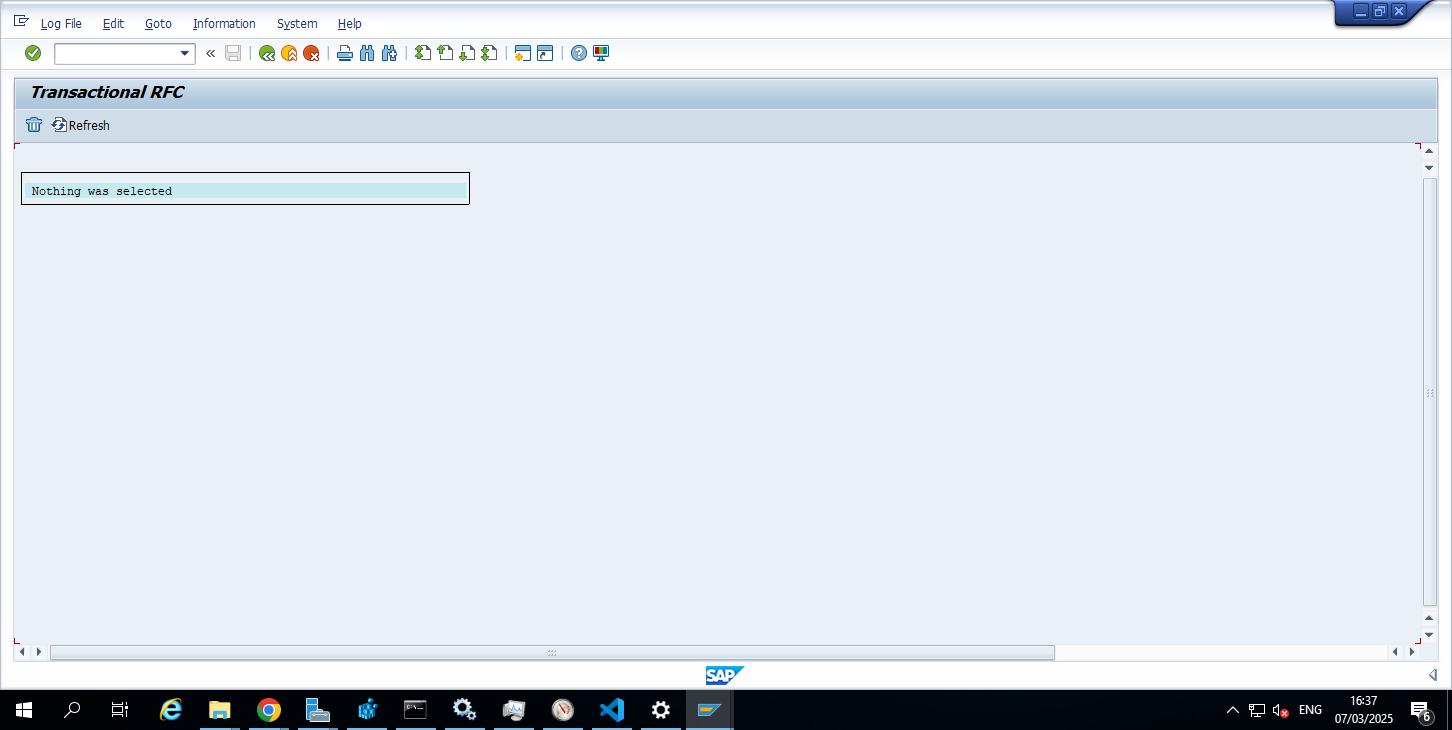 Log File Edit Goto Information System Help
Transactional RFC
Refresh
Nothing was selected
SAP
ENG 16:37
07/03/2025
6